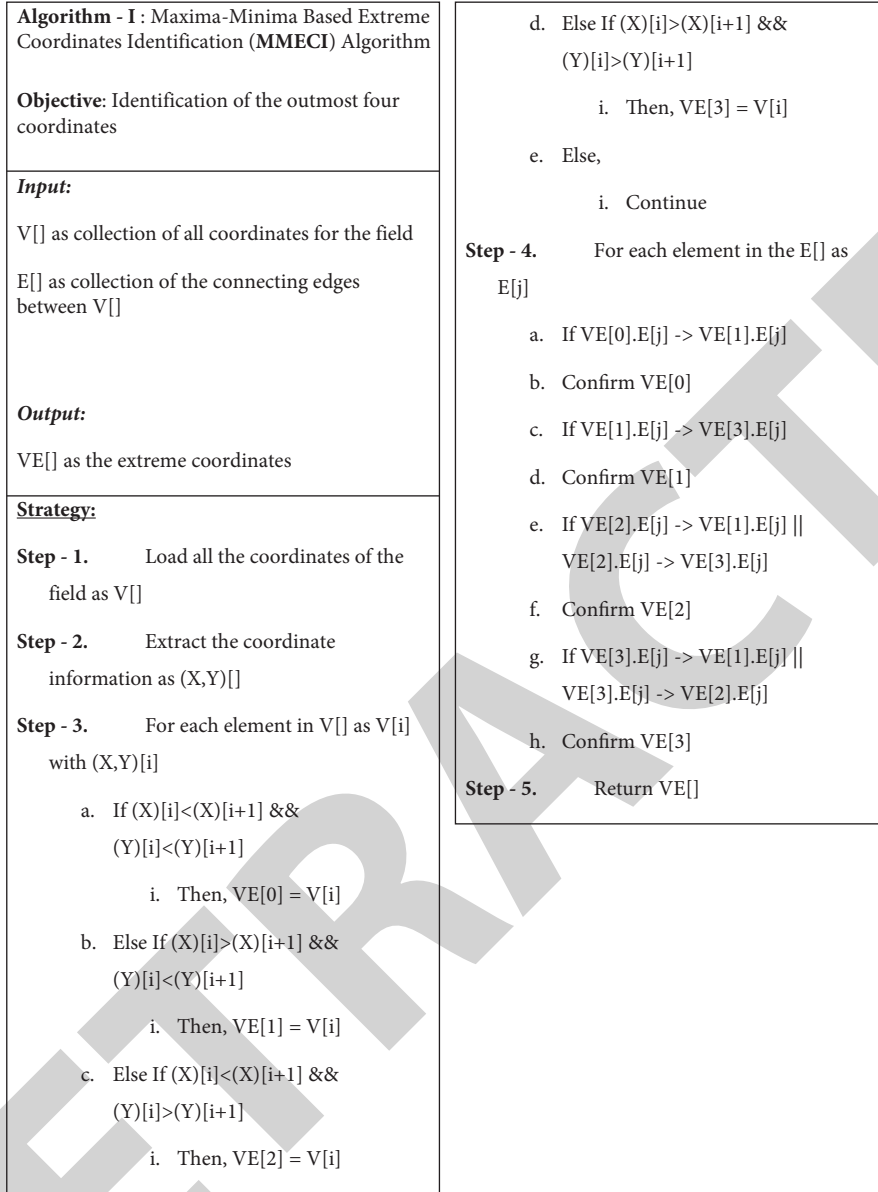 Algorithm - I : Maxima-Minima Based Extreme
Coordinates Identification (MMECI) Algorithm
Objective: Identification of the outmost four
coordinates
Input:
V[] as collection of all coordinates for the field
E[] as collection of the connecting edges
between V[]
Output:
VE[] as the extreme coordinates
Strategy:
Step - 1. Load all the coordinates of the
field as V[]
Step - 2. Extract the coordinate
information as (X,Y)[]
Step - 3. For each element in V[] as V[i]
with (X,Y)[i]
a. If (X)[i]<(X)[i+1] &&
(Y)[i]<(Y)[i+1]
i. Then, VE[0] = V[i]
b. Else If (X)[i]>(X)[i+1] &&
(Y)[i]<(Y)[i+1]
i. Then, VE[1] = V[i]
c. Else If (X)[i]<(X)[i+1] &&
(Y)[i]>(Y)[i+1]
i. Then, VE[2] = V[i]
d. Else If (X)[i]>(X)[i+1] &&
(Y)[i]>(Y)[i+1]
i. Then, VE[3] = V[i]
e. Else,
i. Continue
Step - 4. For each element in the E[] as
E[j]
a. If VE[0].E[j] -> VE[1].E[j]
b. Confirm VE[0]
c. If VE[1].E[j] -> VE[3].E[j]
d. Confirm VE[1]
e. If VE[2].E[j] -> VE[1].E[j] ||
VE[2].E[j] -> VE[3].E[j]
f. Confirm VE[2]
g. If VE[3].E[j] -> VE[1].E[j] ||
VE[3].E[j] -> VE[2].E[j]
h. Confirm VE[3]
Step - 5. Return VE[]
ETRACT